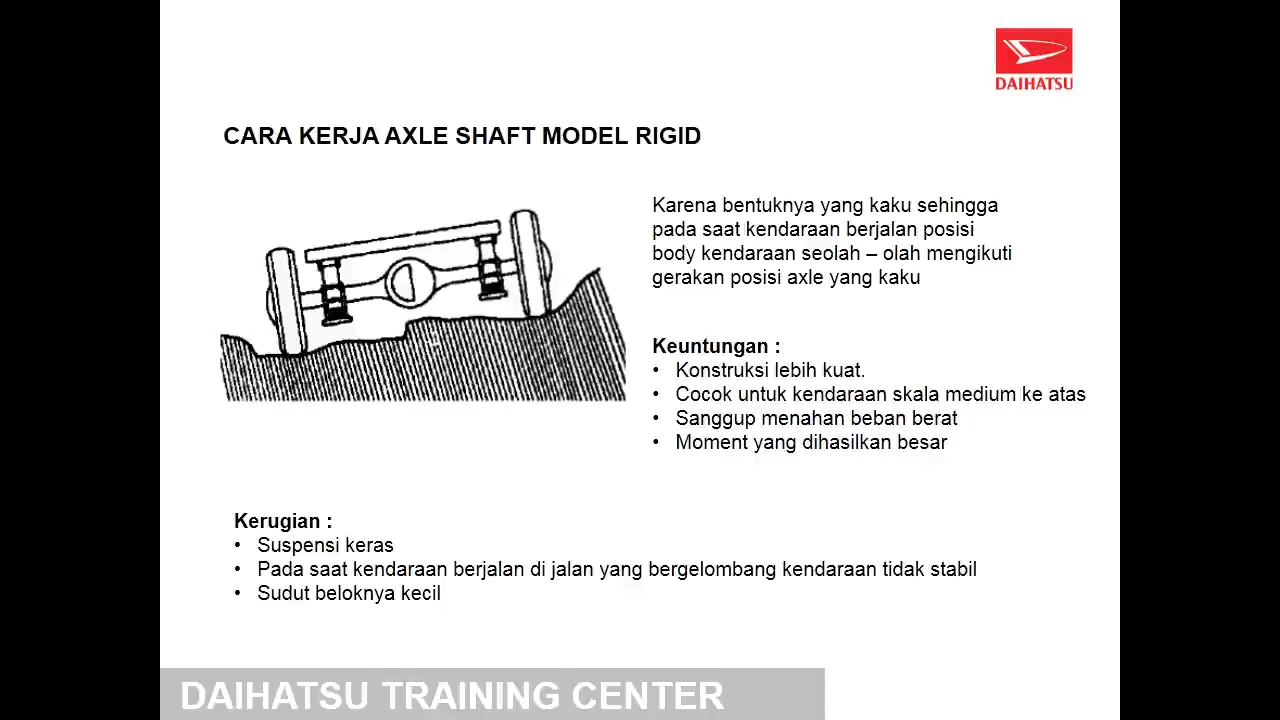 DAIHATSU
CARA KERJA AXLE SHAFT MODEL RIGID
Karena bentuknya yang kaku sehingga
pada saat kendaraan berjalan posisi
body kendaraan seolah – olah mengikuti
gerakan posisi axle yang kaku
Keuntungan :
• Konstruksi lebih kuat.
• Cocok untuk kendaraan skala medium ke atas
• Sanggup menahan beban berat
• Moment yang dihasilkan besar
Kerugian :
• Suspensi keras
• Pada saat kendaraan berjalan di jalan yang bergelombang kendaraan tidak stabil
• Sudut beloknya kecil
DAIHATSU TRAINING CENTER